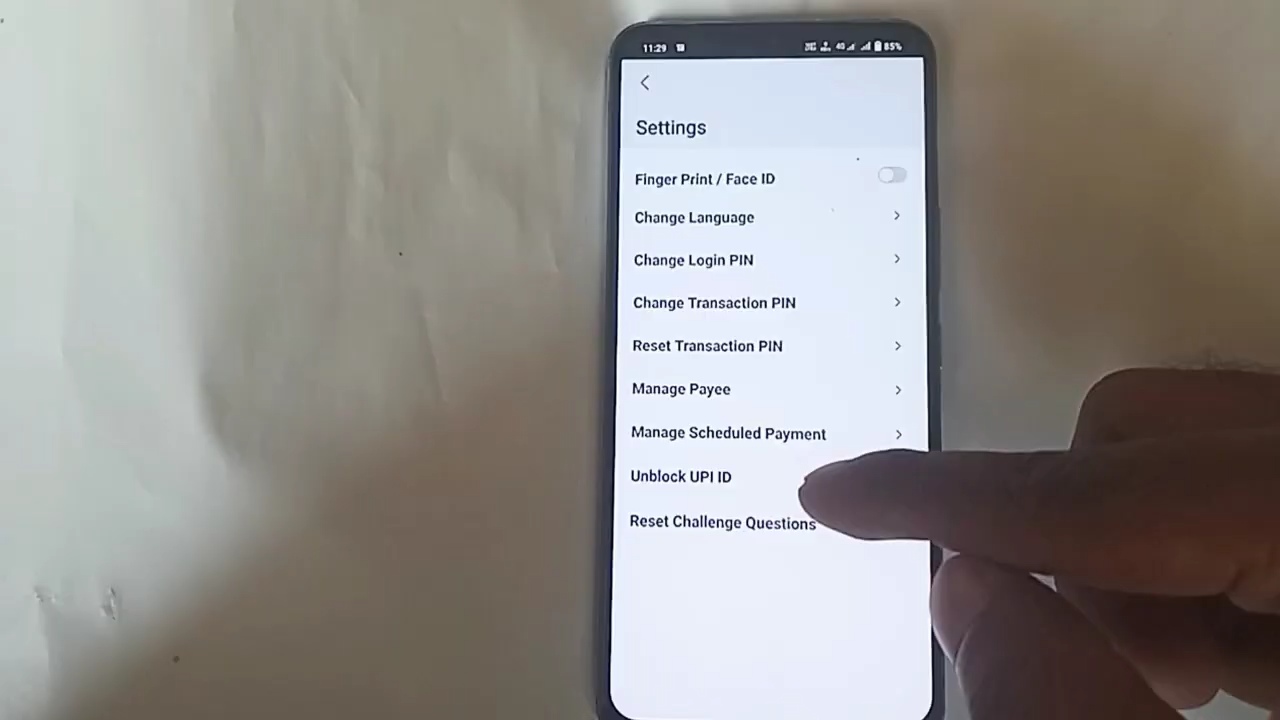 11:29 4G 85%
Settings
Finger Print / Face ID
Change Language
Change Login PIN
Change Transaction PIN
Reset Transaction PIN
Manage Payee
Manage Scheduled Payment
Unblock UPI ID
Reset Challenge Questions